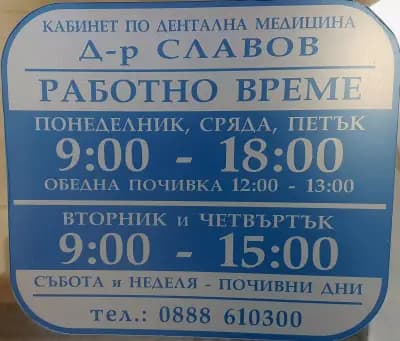 КАБИНЕТ ПО ДЕНТАЛНА МЕДИЦИНА
Д-р СЛАВОВ
РАБОТНО ВРЕМЕ
ПОНЕДЕЛНИК, СРЯДА, ПЕТЪК
9:00 - 18:00
ОБЕДНА ПОЧИВКА 12:00 - 13:00
ВТОРНИК и ЧЕТВЪРТЪК
9:00 - 15:00
СЪБОТА и НЕДЕЛЯ - ПОЧИВНИ ДНИ
тел.: 0888 610300